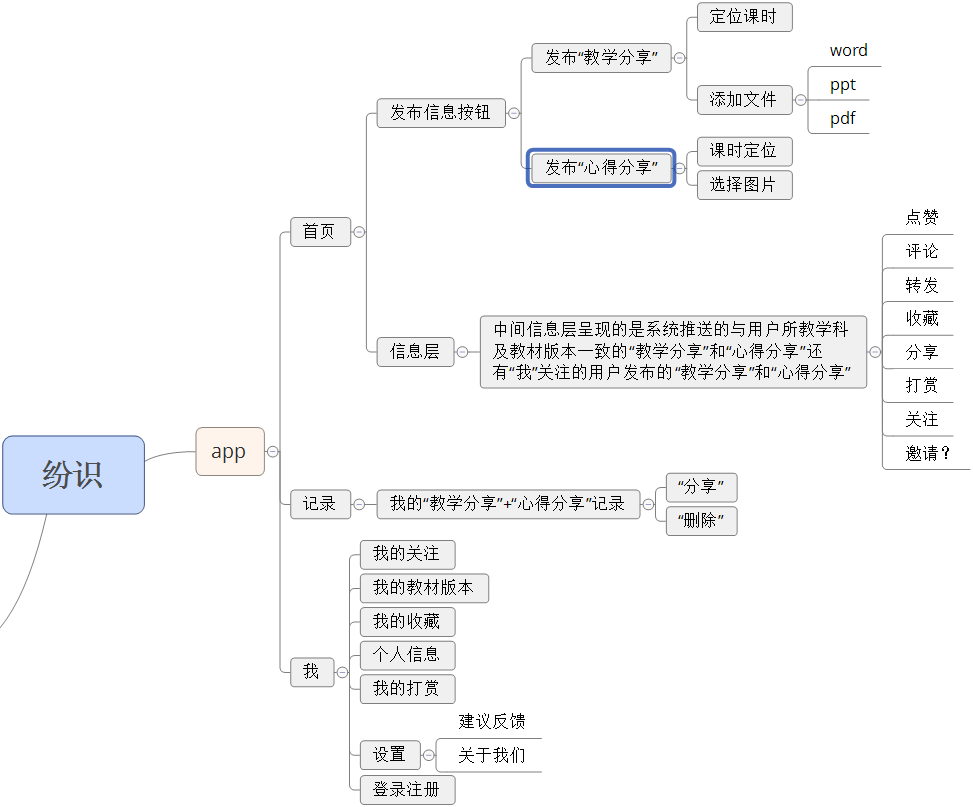 纷识
app
首页
发布信息按钮
发布“教学分享”
定位课时
添加文件
word
ppt
pdf
发布“心得分享”
课时定位
选择图片
信息层
中间信息层呈现的是系统推送的与用户所教学科
及教材版本一致的“教学分享”和“心得分享”还
有“我”关注的用户发布的“教学分享”和“心得分享”
点赞
评论
转发
收藏
分享
打赏
关注
邀请？
记录
我的“教学分享”+“心得分享”记录
“分享”
“删除”
我
我的关注
我的教材版本
我的收藏
个人信息
我的打赏
设置
建议反馈
关于我们
登录注册